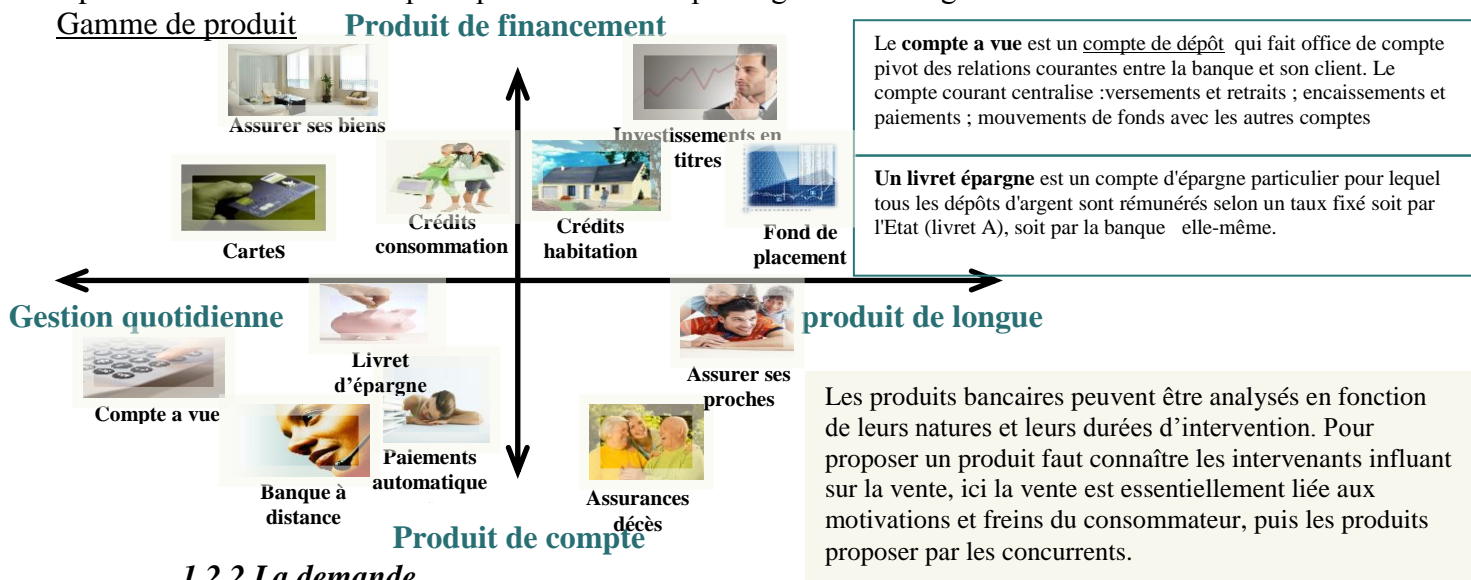 Gamme de produit
Produit de financement
Assurer ses biens
Investissements en
titres
Cartes
Crédits
consommation
Crédits
habitation
Fond de
placement
Gestion quotidienne
produit de longue
Compte a vue
Livret
d’épargne
Assurer ses
proches
Banque à
distance
Paiements
automatique
Assurances
décès
Produit de compte
Le compte a vue est un compte de dépôt qui fait office de compte
pivot des relations courantes entre la banque et son client. Le
compte courant centralise :versements et retraits ; encaissements et
paiements ; mouvements de fonds avec les autres comptes
Un livret épargne est un compte d'épargne particulier pour lequel
tous les dépôts d'argent sont rémunérés selon un taux fixé soit par
l'Etat (livret A), soit par la banque elle-même.
Les produits bancaires peuvent être analysés en fonction
de leurs natures et leurs durées d’intervention. Pour
proposer un produit faut connaître les intervenants influant
sur la vente, ici la vente est essentiellement liée aux
motivations et freins du consommateur, puis les produits
proposer par les concurrents.
1.2.2 La demande